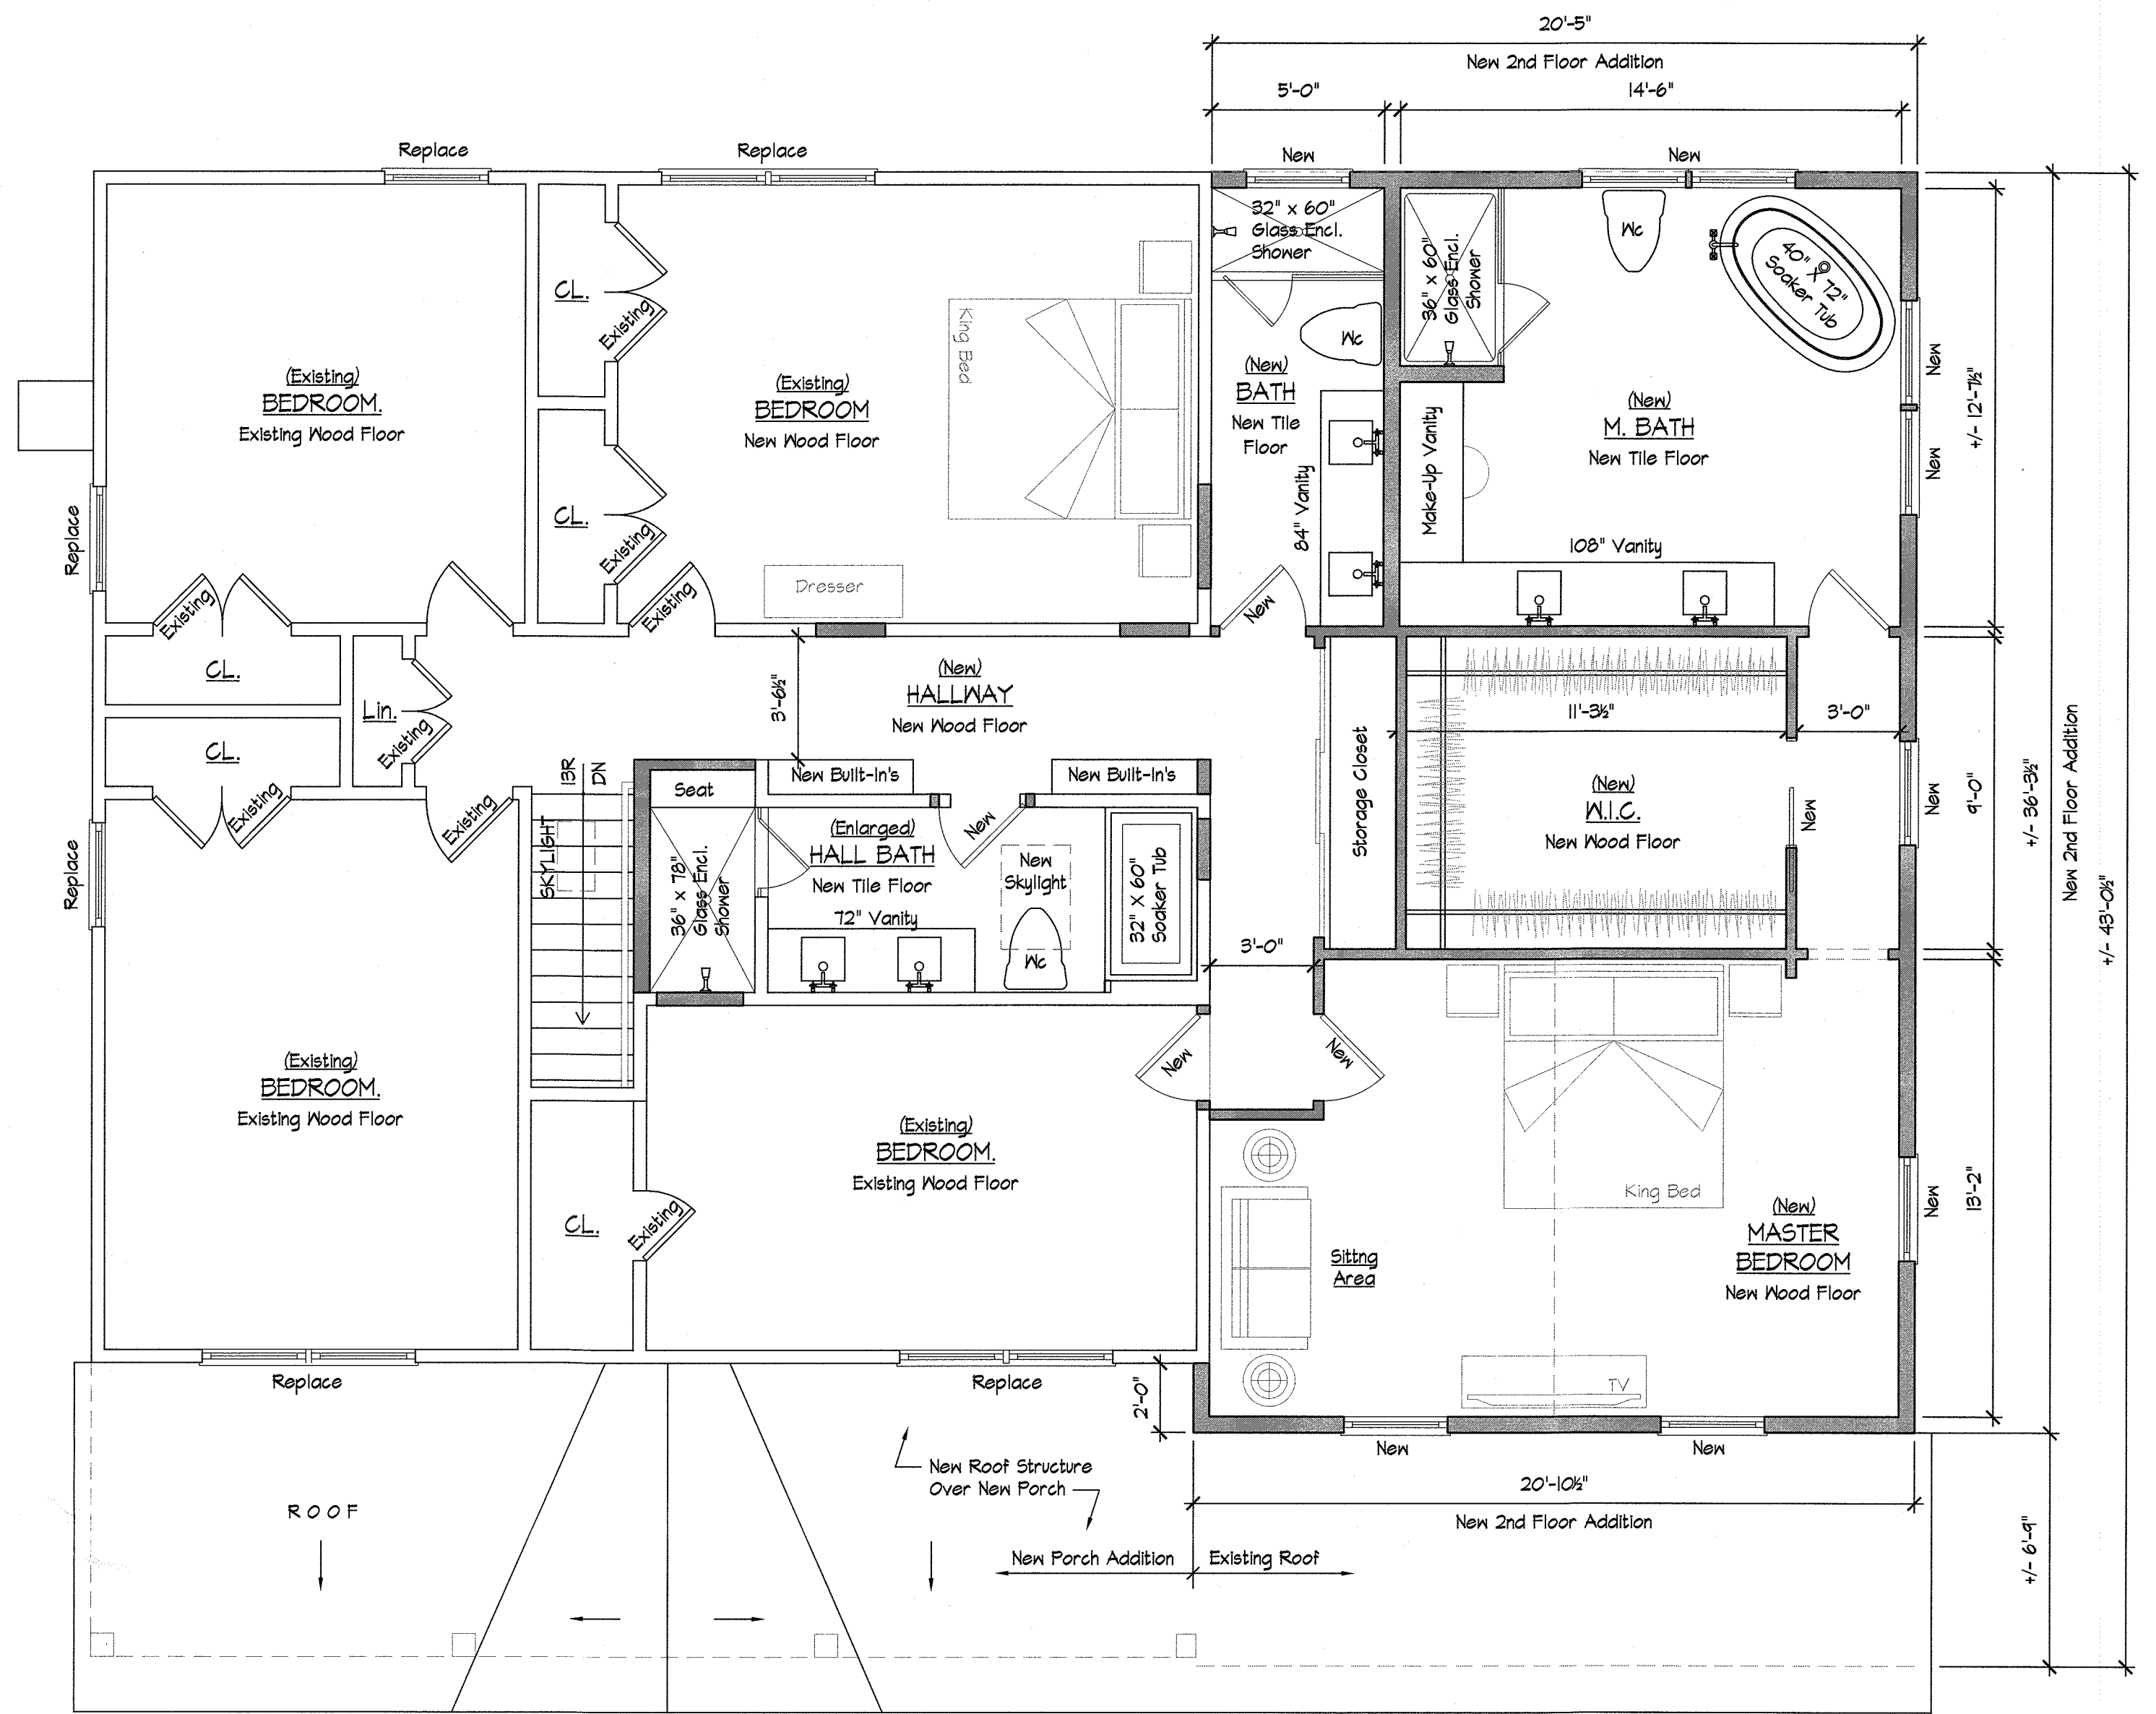 20'-5"
New 2nd Floor Addition
5'-0"
14'-6"
Replace
Replace
New
New
32" x 60"
Glass Encl.
Shower
36" x 60"
Glass Encl.
Shower
Wc
40" X 72"
Soaker Tub
CL.
Existing
King Bed
Wc
(Existing)
BEDROOM.
Existing Wood Floor
(Existing)
BEDROOM
New Wood Floor
(New)
BATH
New Tile
Floor
84" Vanity
Make-Up Vanity
(New)
M. BATH
New Tile Floor
New
New
+/- 12'-7½"
Replace
CL.
Existing
108" Vanity
Dresser
Existing
Existing
Existing
New
CL.
Lin.
Existing
3'-6½"
(New)
HALLWAY
New Wood Floor
11'-3½"
3'-0"
CL.
Existing
Existing
13R
DN
SKYLIGHT
Seat
New Built-In's
New Built-In's
Storage Closet
(New)
W.I.C.
New Wood Floor
New
New
9'-0"
+/- 36'-3½"
New 2nd Floor Addition
+/- 43'-0½"
Replace
36" x 78"
Glass Encl.
Shower
(Enlarged)
HALL BATH
New Tile Floor
New
New
Skylight
72" Vanity
Wc
32" X 60"
Soaker Tub
3'-0"
(Existing)
BEDROOM.
Existing Wood Floor
New
New
(Existing)
BEDROOM.
Existing Wood Floor
CL.
Existing
King Bed
Sittng
Area
(New)
MASTER
BEDROOM
New Wood Floor
New
13'-2"
TV
Replace
Replace
2'-0"
New
New
New Roof Structure
Over New Porch
20'-10½"
New 2nd Floor Addition
ROOF
New Porch Addition
Existing Roof
+/- 6'-9"